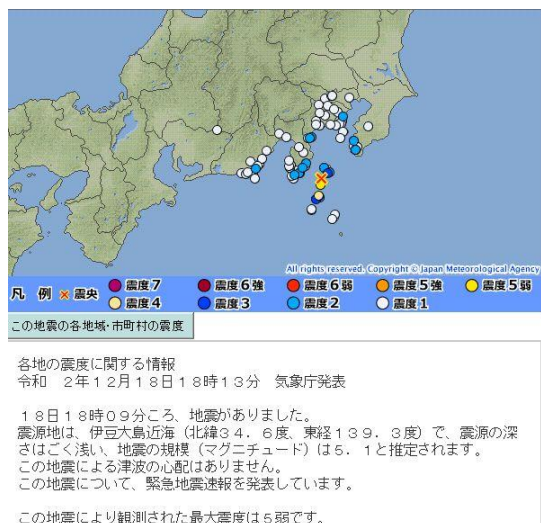 All rights reserved. Copyright © Japan Meteorological Agency
凡 例 震央 震度7 震度6強 震度6弱 震度5強 震度5弱
震度4 震度3 震度2 震度1
この地震の各地域・市町村の震度
各地の震度に関する情報
令和　２年１２月１８日１８時１３分　気象庁発表
１８日１８時０９分ころ、地震がありました。
震源地は、伊豆大島近海（北緯３４．６度、東経１３９．３度）で、震源の深
さはごく浅い、地震の規模（マグニチュード）は５．１と推定されます。
この地震による津波の心配はありません。
この地震について、緊急地震速報を発表しています。
この地震により観測された最大震度は５弱です。